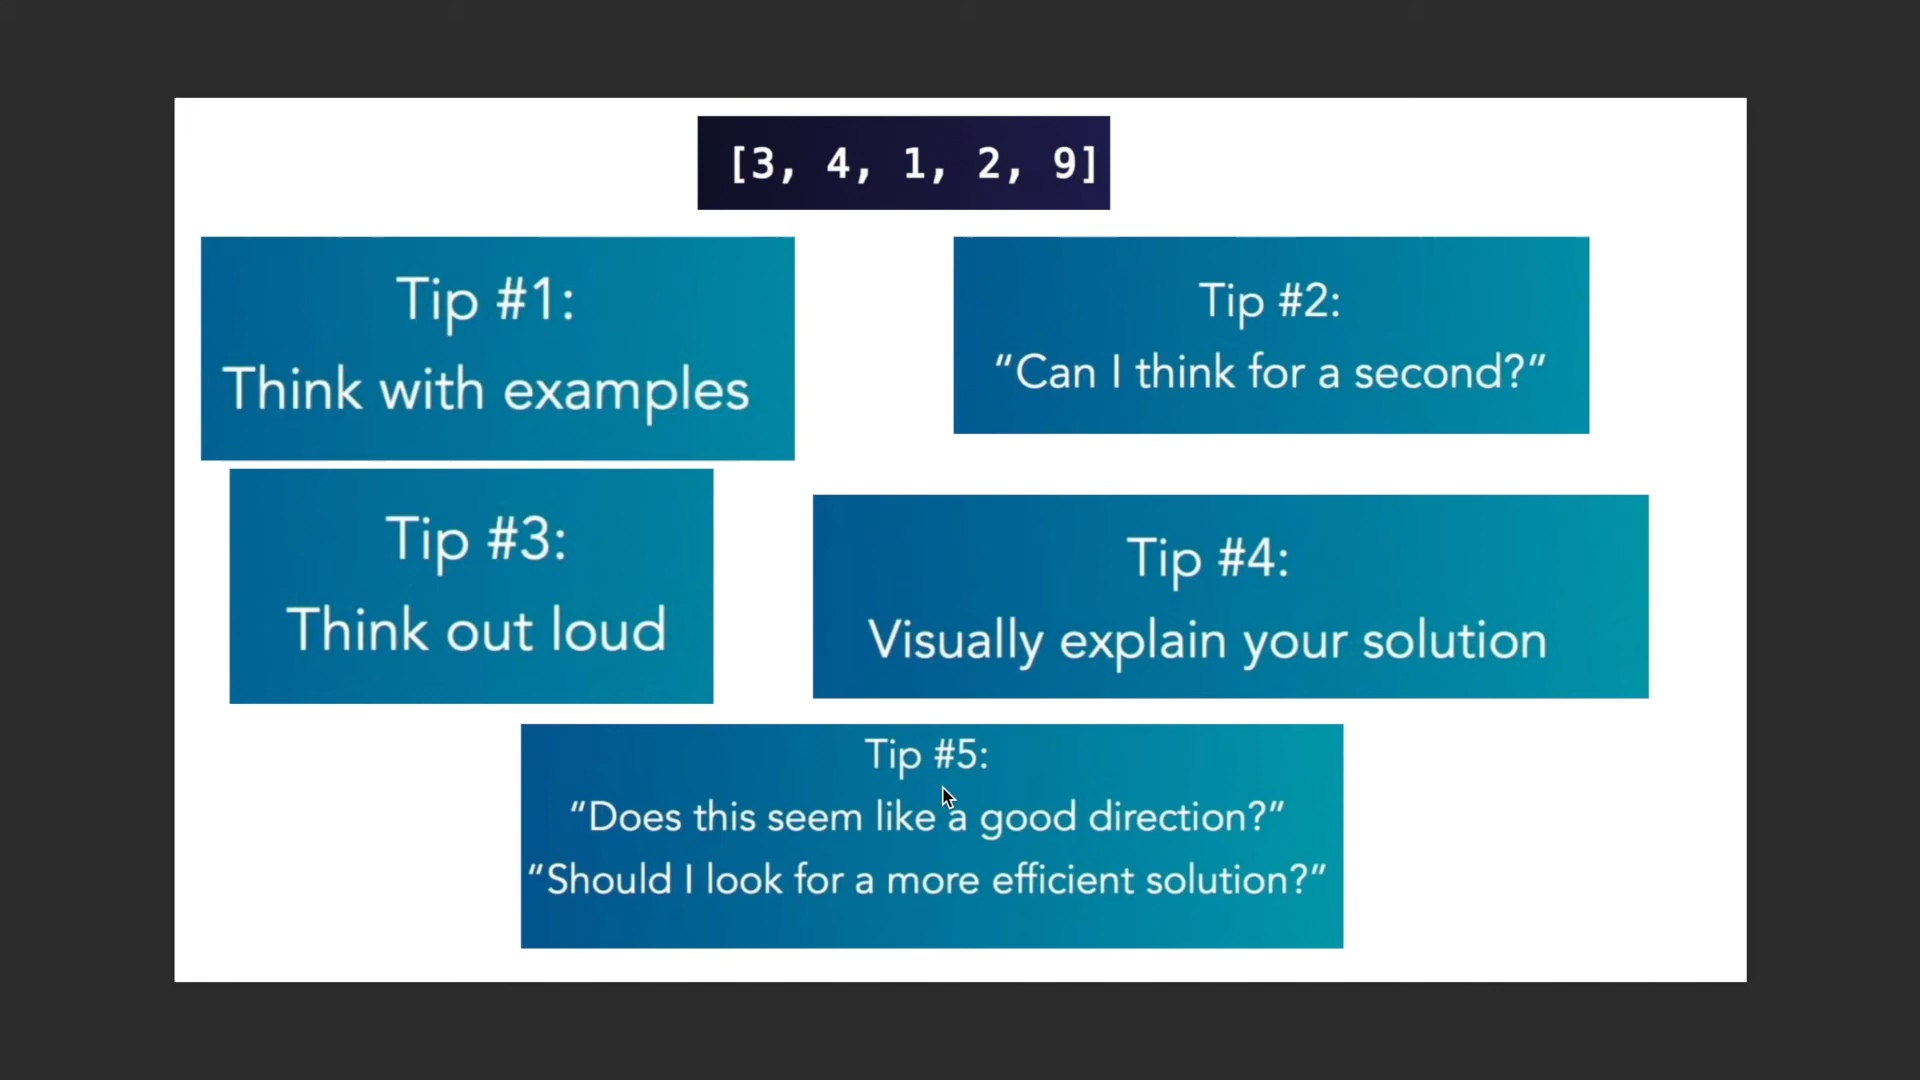 [3, 4, 1, 2, 9]
Tip #1:
Think with examples
Tip #2:
“Can I think for a second?”
Tip #3:
Think out loud
Tip #4:
Visually explain your solution
Tip #5:
“Does this seem like a good direction?”
“Should I look for a more efficient solution?”